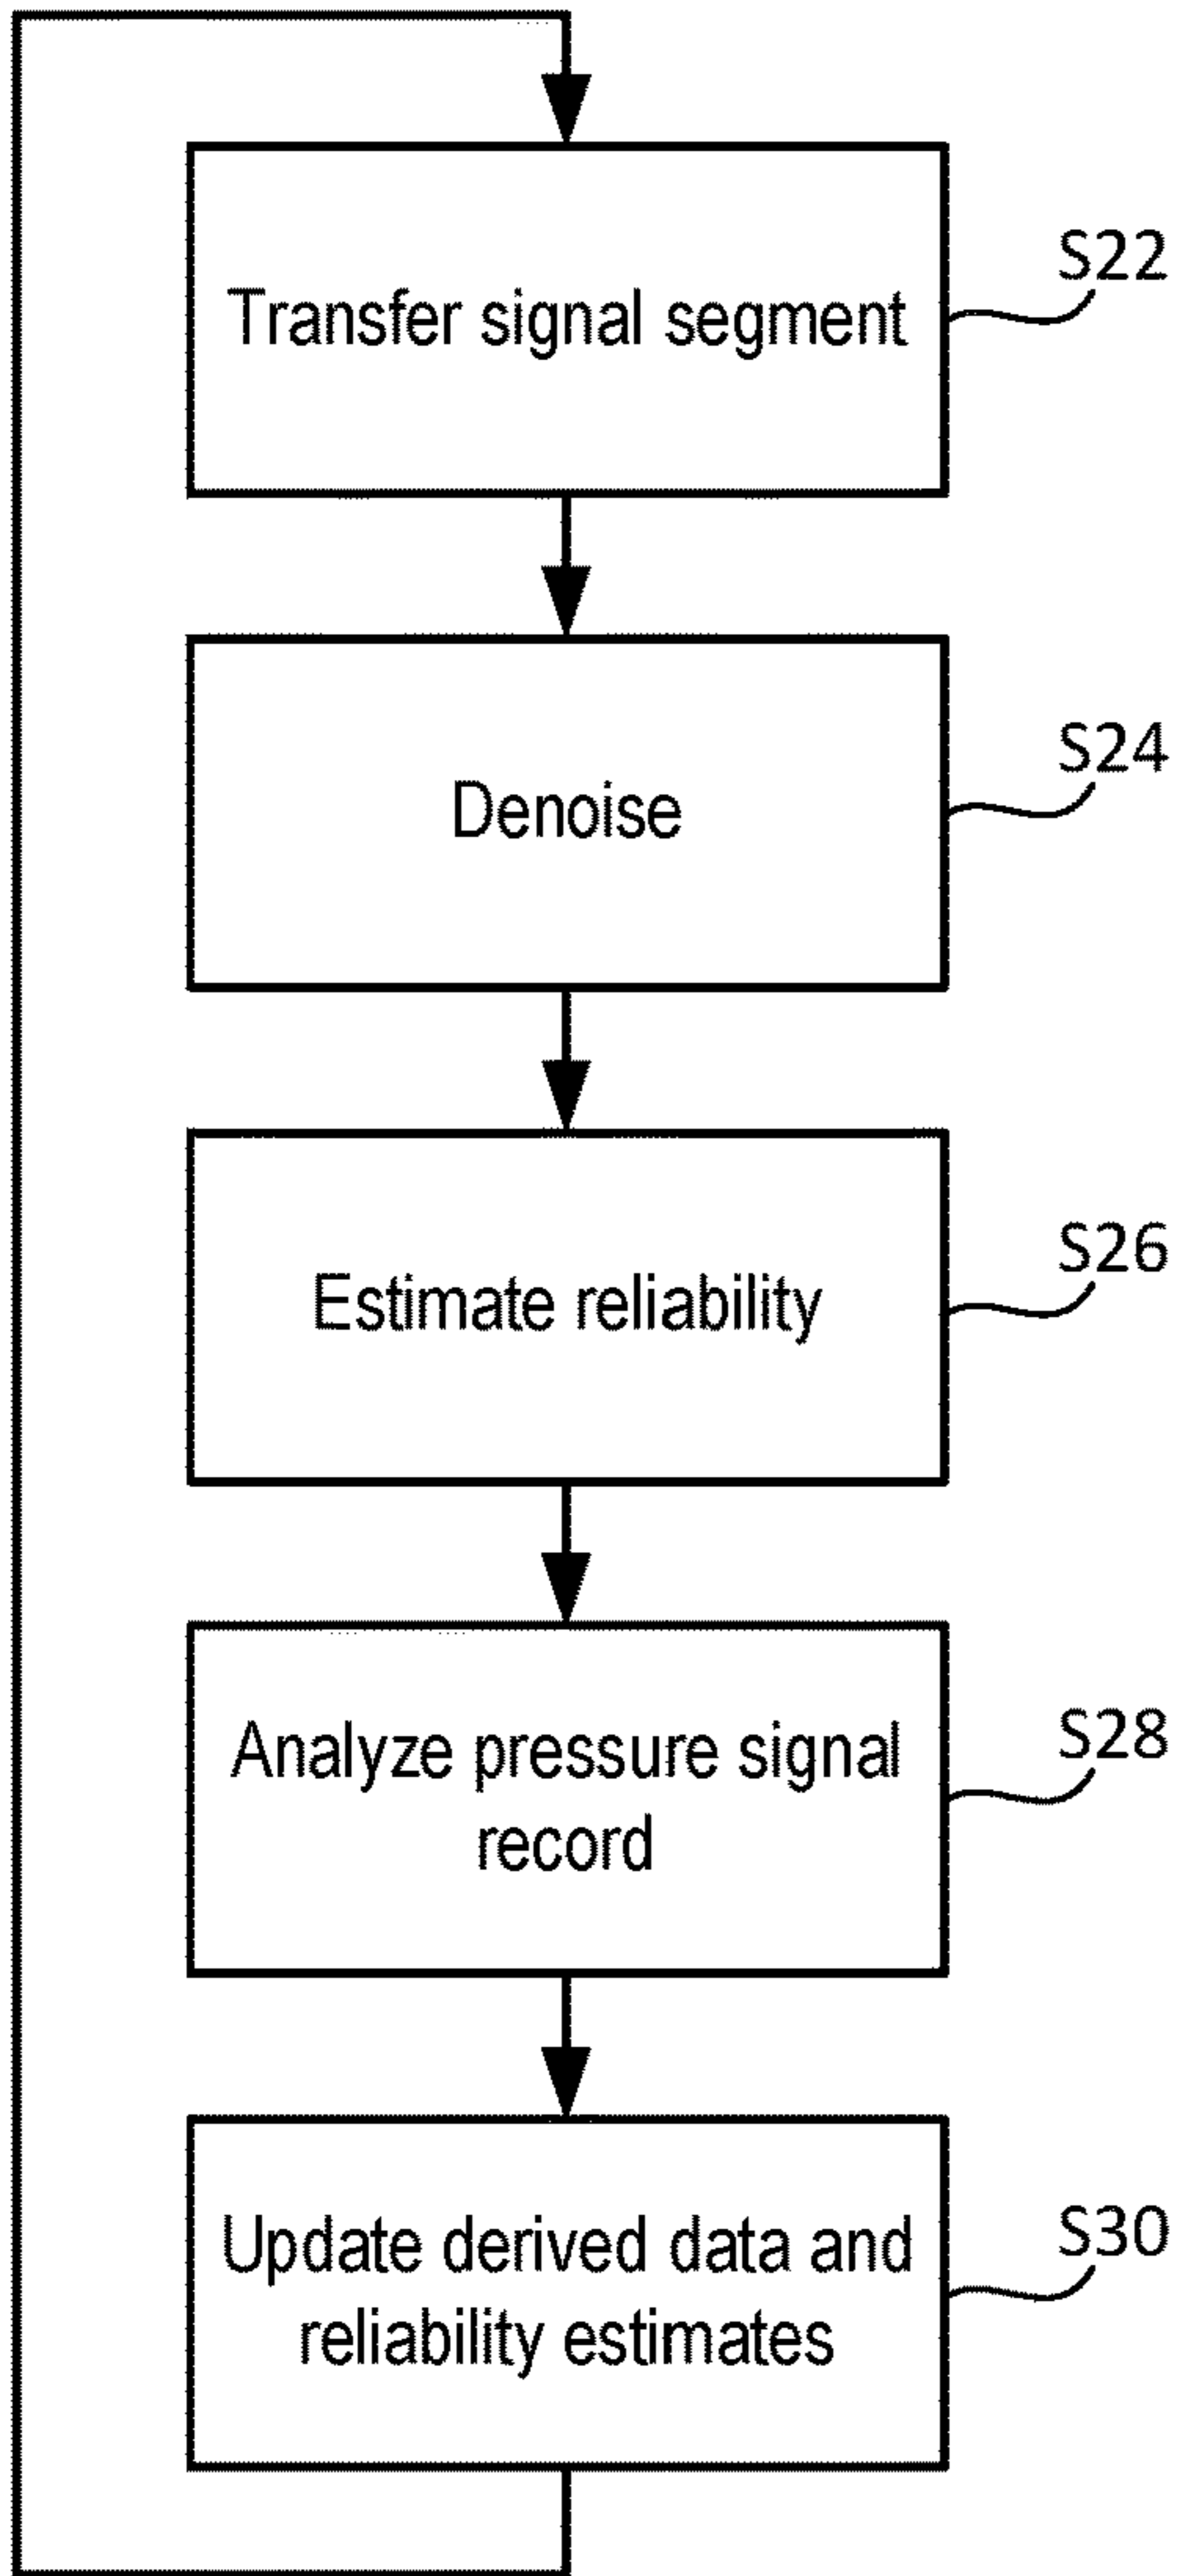 Transfer signal segment
S22
Denoise
S24
Estimate reliability
S26
Analyze pressure signal
record
S28
Update derived data and
reliability estimates
S30